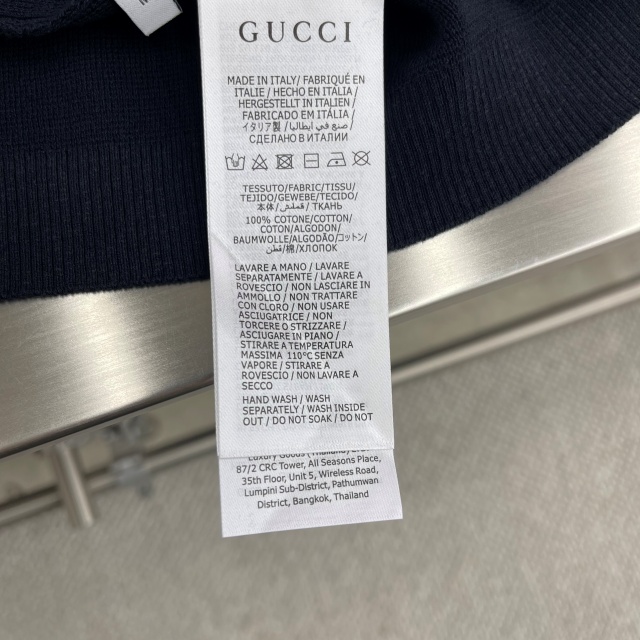 GUCCI
MADE IN ITALY/ FABRIQUÉ EN
ITALIE / HECHO EN ITALIA/
HERGESTELLT IN ITALIEN/
FABRICADO EM ITÁLIA/
イタリア製 / صنع في ايطاليا/
СДЕЛАНО В ИТАЛИИ
TESSUTO/FABRIC/TISSU/
TEJIDO/GEWEBE/TECIDO/
本体/ قماش / ТКАНЬ
100% COTONE/COTTON/
COTON/ALGODON/
BAUMWOLLE/ALGODÃO/コットン/
قطن/棉/ХЛОПОК
LAVARE A MANO / LAVARE
SEPARATAMENTE / LAVARE A
ROVESCIO / NON LASCIARE IN
AMMOLLO / NON TRATTARE
CON CLORO / NON USARE
ASCIUGATRICE / NON
TORCERE O STRIZZARE /
ASCIUGARE IN PIANO /
STIRARE A TEMPERATURA
MASSIMA 110°C SENZA
VAPORE / STIRARE A
ROVESCIO / NON LAVARE A
SECCO
HAND WASH / WASH
SEPARATELY / WASH INSIDE
OUT / DO NOT SOAK / DO NOT
Luxury Goods (Thailand)
87/2 CRC Tower, All Seasons Place,
35th Floor, Unit 5, Wireless Road,
Lumpini Sub-District, Pathumwan
District, Bangkok, Thailand